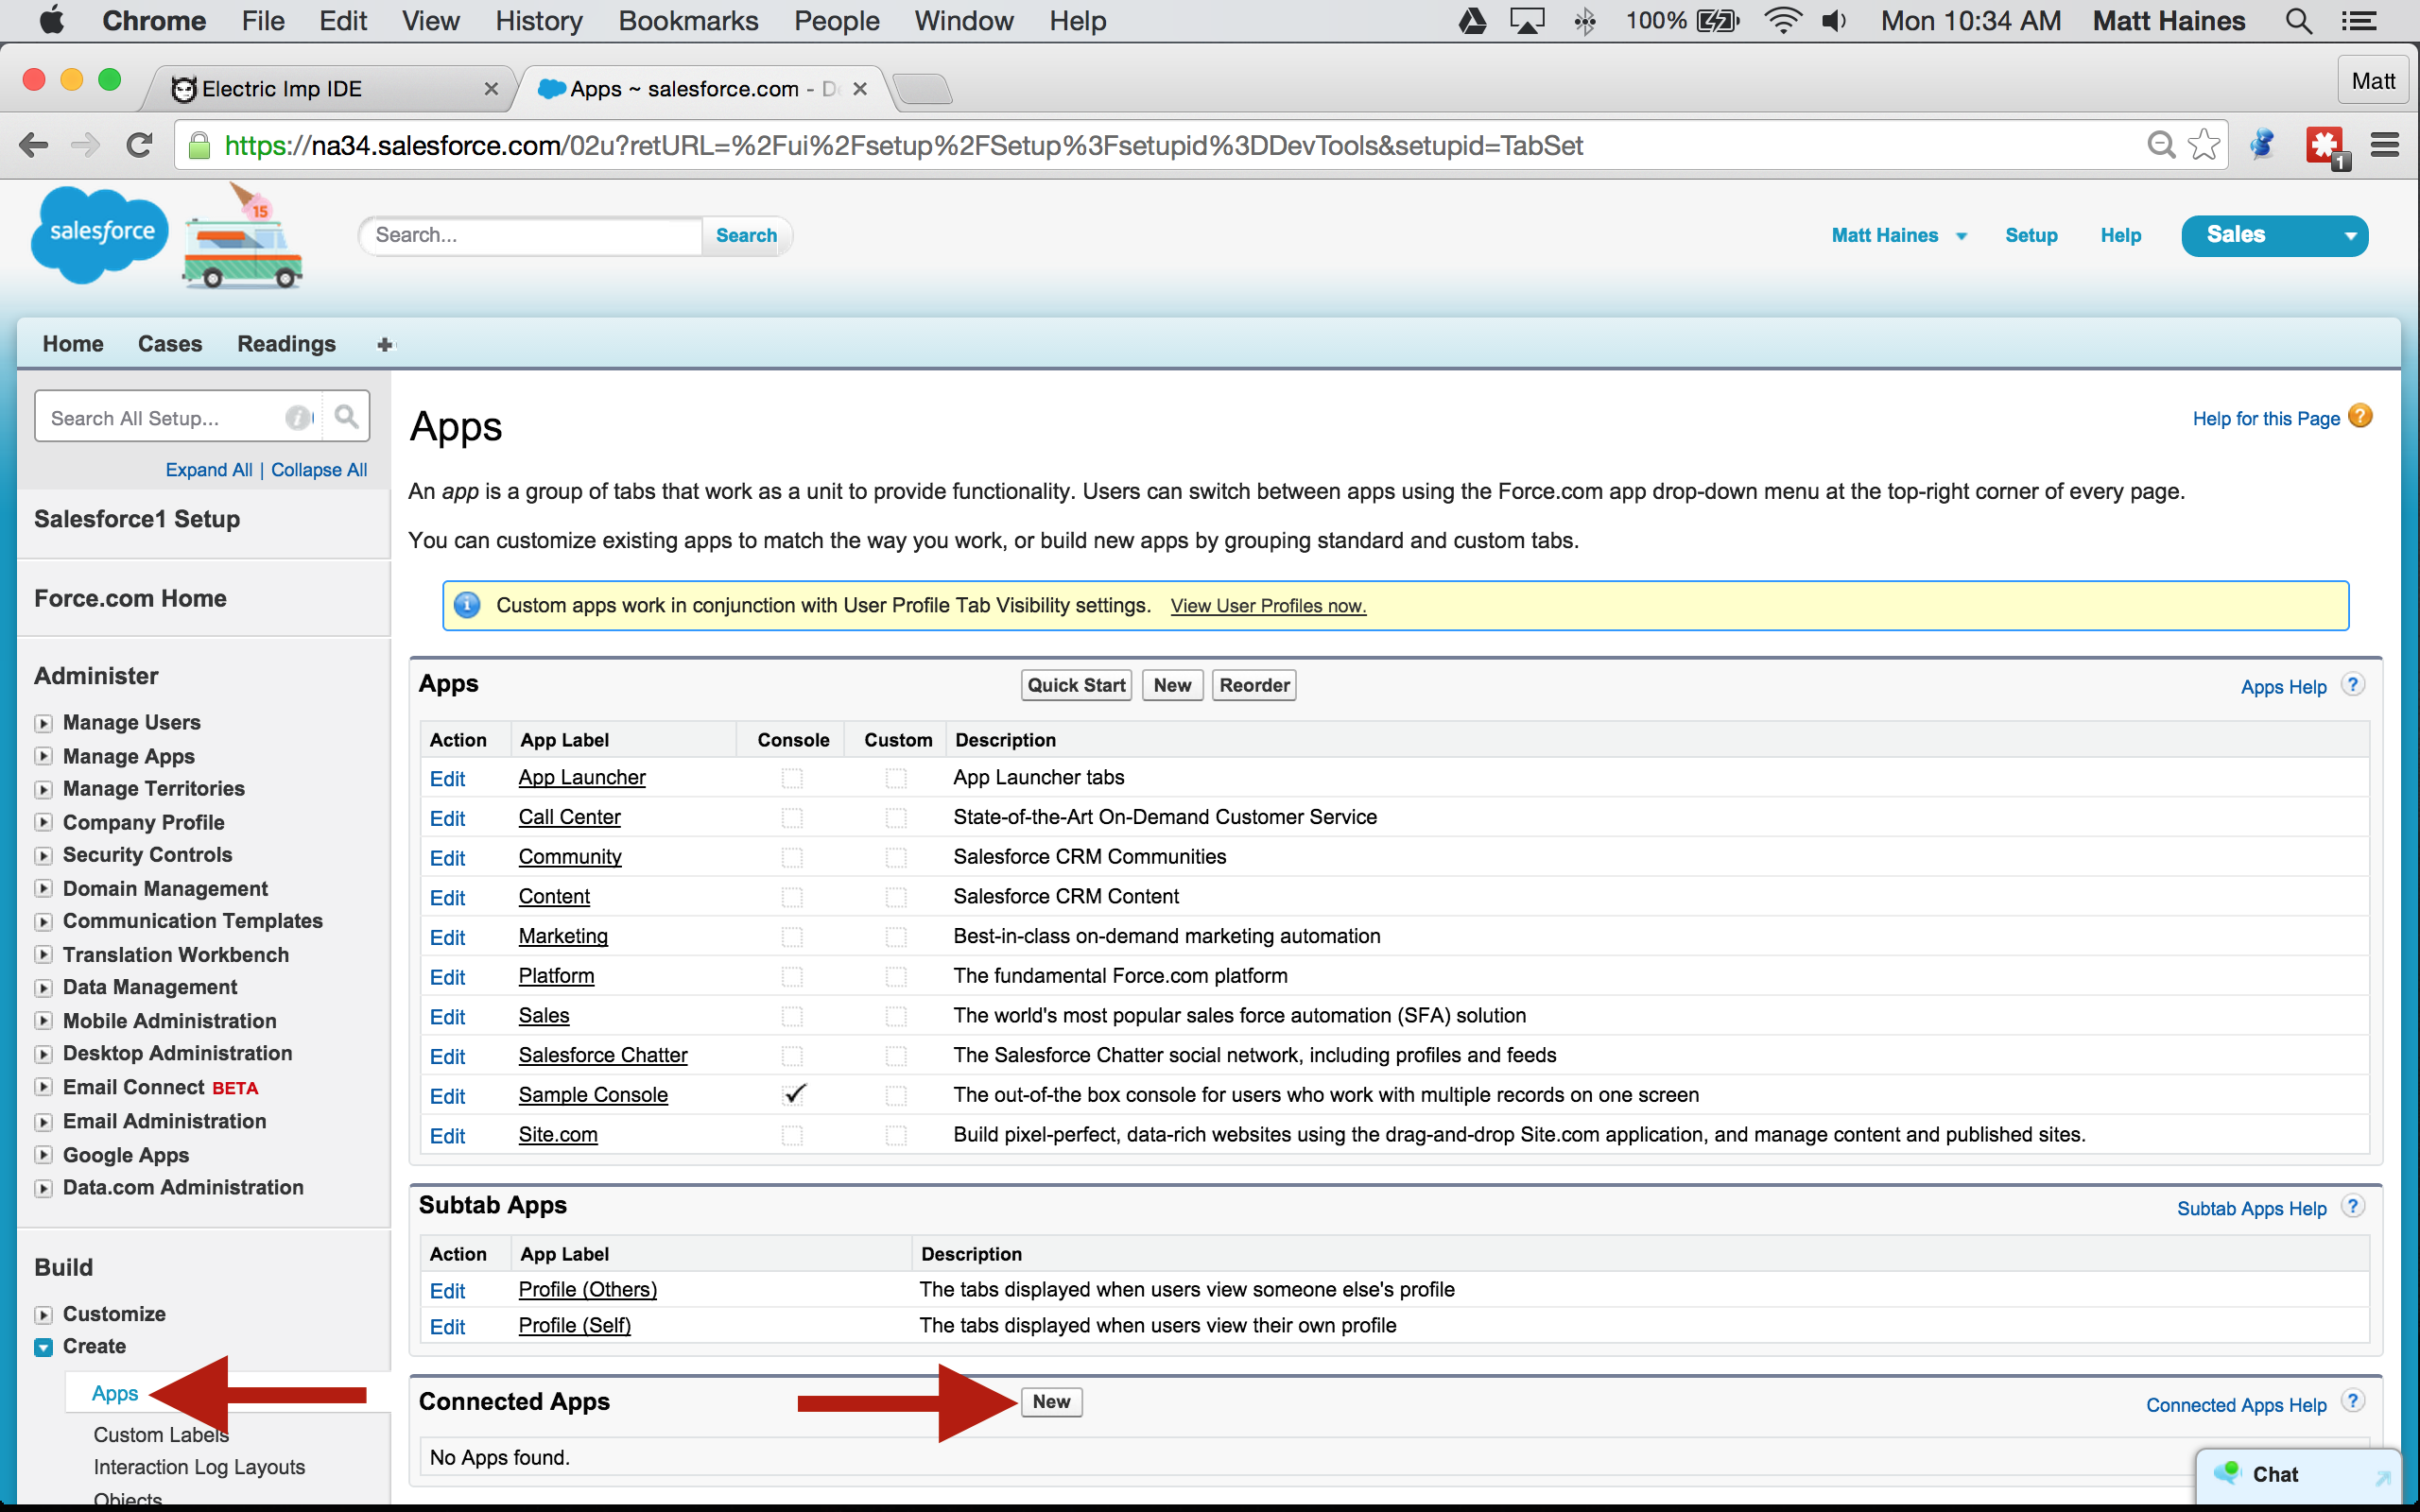 Chrome File Edit View History Bookmarks People Window Help 100% Mon 10:34 AM Matt Haines
Electric Imp IDE Apps ~ salesforce.com - D Matt
https://na34.salesforce.com/02u?retURL=%2Fui%2Fsetup%2FSetup%3Fsetupid%3DDevTools&setupid=TabSet 1
salesforce 15 Search... Search Matt Haines Setup Help Sales
Home Cases Readings
Search All Setup...
Expand All | Collapse All
Salesforce1 Setup
Force.com Home
Administer
Manage Users
Manage Apps
Manage Territories
Company Profile
Security Controls
Domain Management
Communication Templates
Translation Workbench
Data Management
Mobile Administration
Desktop Administration
Email Connect BETA
Email Administration
Google Apps
Data.com Administration
Build
Customize
Create
Apps
Custom Labels
Interaction Log Layouts
Objects
Apps
Help for this Page ?
An app is a group of tabs that work as a unit to provide functionality. Users can switch between apps using the Force.com app drop-down menu at the top-right corner of every page.
You can customize existing apps to match the way you work, or build new apps by grouping standard and custom tabs.
Custom apps work in conjunction with User Profile Tab Visibility settings. View User Profiles now.
Apps Quick Start New Reorder Apps Help ?
Action App Label Console Custom Description
Edit App Launcher App Launcher tabs
Edit Call Center State-of-the-Art On-Demand Customer Service
Edit Community Salesforce CRM Communities
Edit Content Salesforce CRM Content
Edit Marketing Best-in-class on-demand marketing automation
Edit Platform The fundamental Force.com platform
Edit Sales The world's most popular sales force automation (SFA) solution
Edit Salesforce Chatter The Salesforce Chatter social network, including profiles and feeds
Edit Sample Console The out-of-the box console for users who work with multiple records on one screen
Edit Site.com Build pixel-perfect, data-rich websites using the drag-and-drop Site.com application, and manage content and published sites.
Subtab Apps Subtab Apps Help ?
Action App Label Description
Edit Profile (Others) The tabs displayed when users view someone else's profile
Edit Profile (Self) The tabs displayed when users view their own profile
Connected Apps New Connected Apps Help ?
No Apps found.
Chat